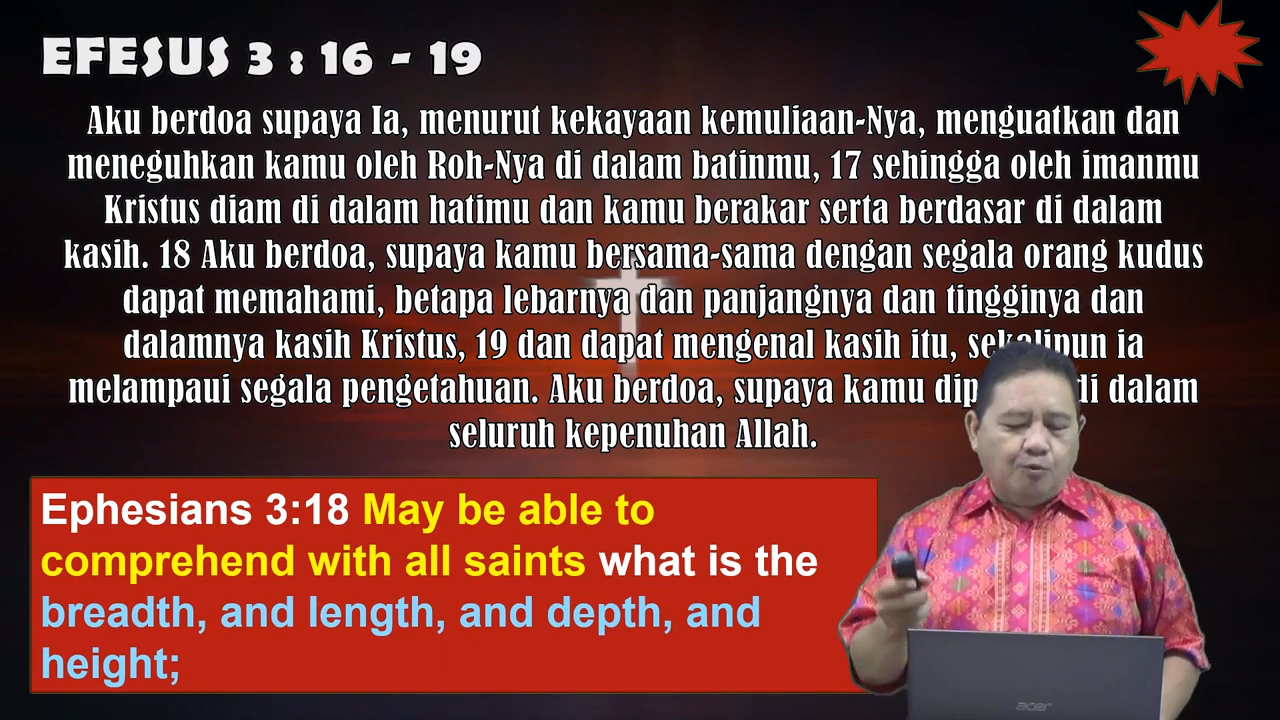 EFESUS 3 : 16 - 19
Aku berdoa supaya Ia, menurut kekayaan kemuliaan-Nya, menguatkan dan
meneguhkan kamu oleh Roh-Nya di dalam batinmu, 17 sehingga oleh imanmu
Kristus diam di dalam hatimu dan kamu berakar serta berdasar di dalam
kasih. 18 Aku berdoa, supaya kamu bersama-sama dengan segala orang kudus
dapat memahami, betapa lebarnya dan panjangnya dan tingginya dan
dalamnya kasih Kristus, 19 dan dapat mengenal kasih itu, sekalipun ia
melampaui segala pengetahuan. Aku berdoa, supaya kamu di dalam
seluruh kepenuhan Allah.
Ephesians 3:18 May be able to
comprehend with all saints what is the
breadth, and length, and depth, and
height;
acer